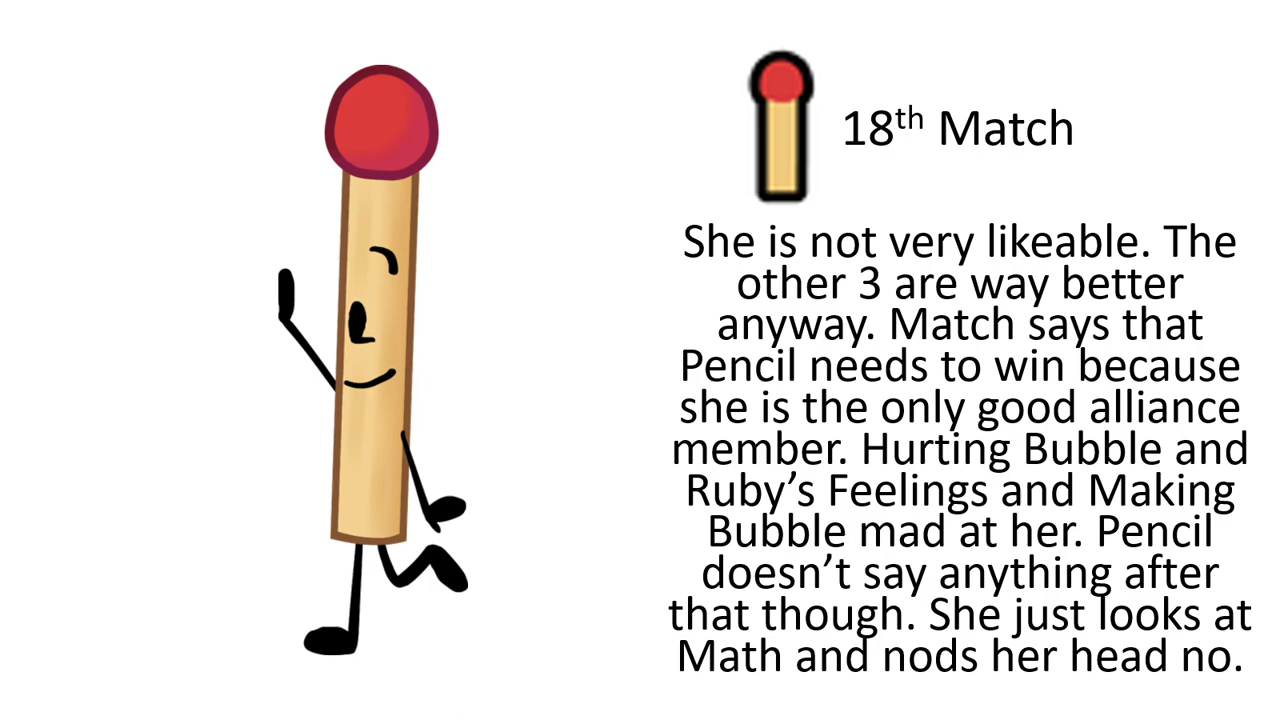 18th Match
She is not very likeable. The
other 3 are way better
anyway. Match says that
Pencil needs to win because
she is the only good alliance
member. Hurting Bubble and
Ruby’s Feelings and Making
Bubble mad at her. Pencil
doesn’t say anything after
that though. She just looks at
Math and nods her head no.